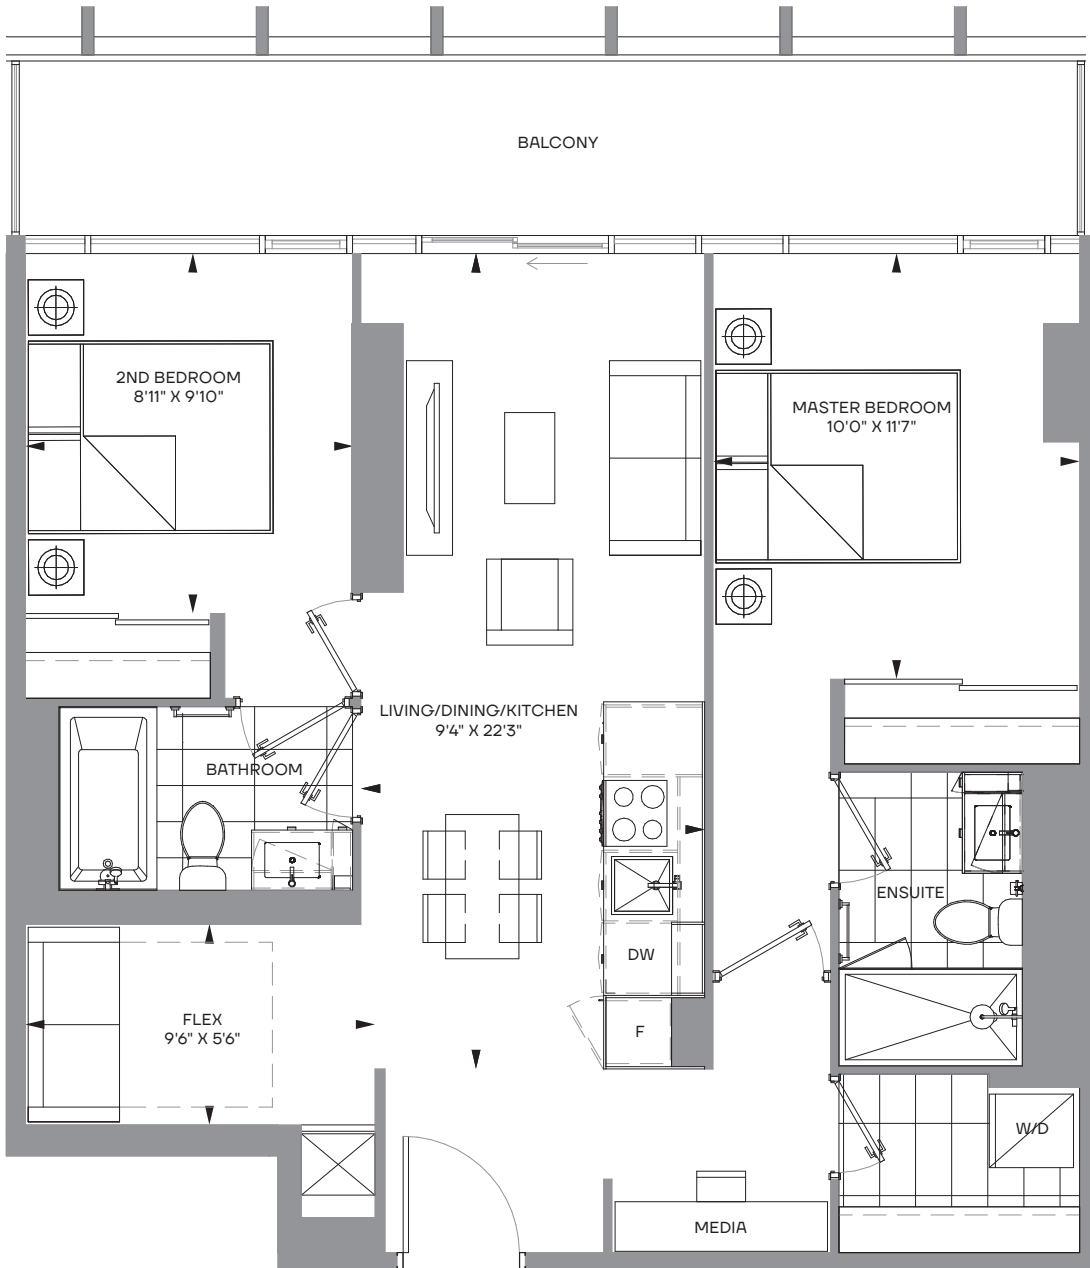 BALCONY
2ND BEDROOM
8'11" X 9'10"
MASTER BEDROOM
10'0" X 11'7"
LIVING/DINING/KITCHEN
9'4" X 22'3"
BATHROOM
ENSUITE
DW
FLEX
9'6" X 5'6"
F
W/D
MEDIA